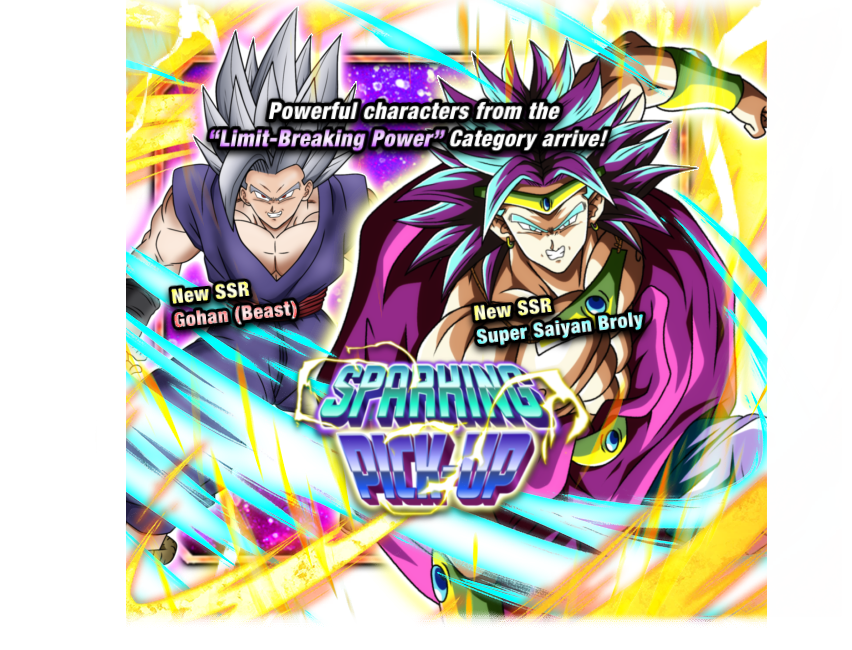 Powerful characters from the
“Limit-Breaking Power” Category arrive!
New SSR
Gohan (Beast)
New SSR
Super Saiyan Broly
SPARKING
PICK-UP